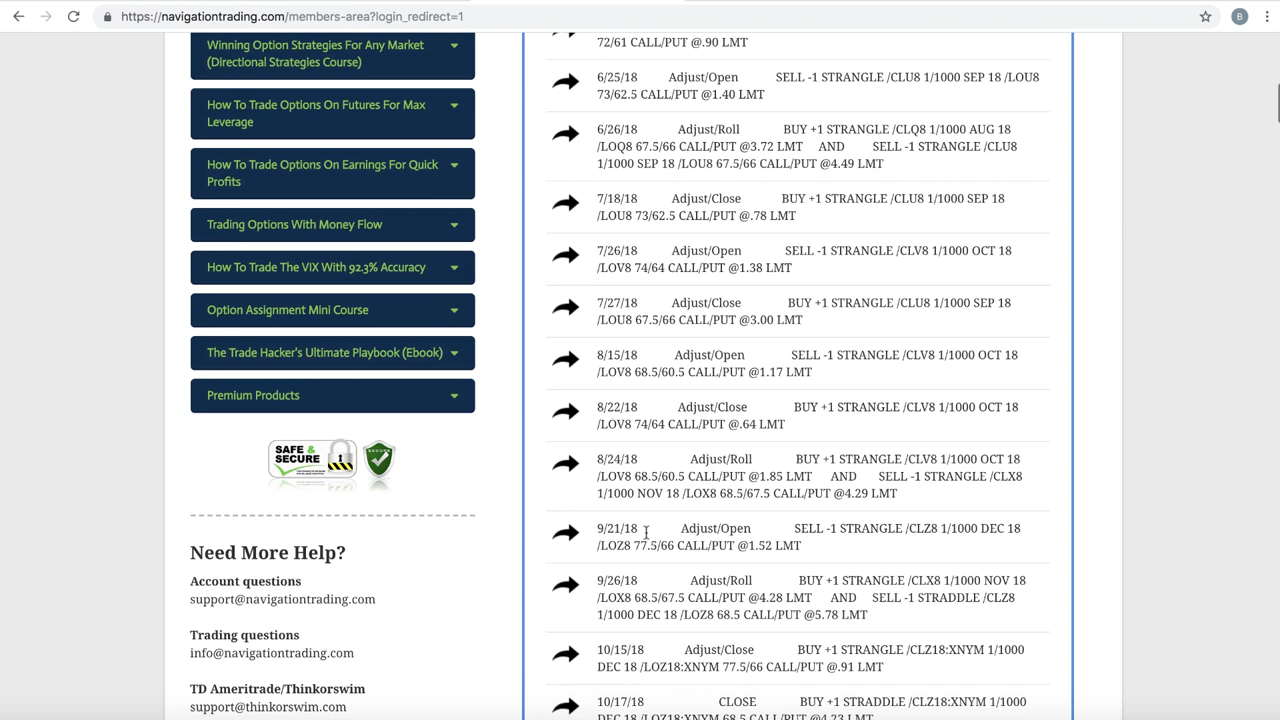 https://navigationtrading.com/members-area?login_redirect=1
B
Winning Option Strategies For Any Market
(Directional Strategies Course)
How To Trade Options On Futures For Max
Leverage
How To Trade Options On Earnings For Quick
Profits
Trading Options With Money Flow
How To Trade The VIX With 92.3% Accuracy
Option Assignment Mini Course
The Trade Hacker's Ultimate Playbook (Ebook)
Premium Products
SAFE &
SECURE
SECURE
Need More Help?
Account questions
support@navigationtrading.com
Trading questions
info@navigationtrading.com
TD Ameritrade/Thinkorswim
support@thinkorswim.com
72/61 CALL/PUT @.90 LMT
6/25/18 Adjust/Open SELL -1 STRANGLE /CLU8 1/1000 SEP 18 /LOU8
73/62.5 CALL/PUT @1.40 LMT
6/26/18 Adjust/Roll BUY +1 STRANGLE /CLQ8 1/1000 AUG 18
/LOQ8 67.5/66 CALL/PUT @3.72 LMT AND SELL -1 STRANGLE /CLU8
1/1000 SEP 18 /LOU8 67.5/66 CALL/PUT @4.49 LMT
7/18/18 Adjust/Close BUY +1 STRANGLE /CLU8 1/1000 SEP 18
/LOU8 73/62.5 CALL/PUT @.78 LMT
7/26/18 Adjust/Open SELL -1 STRANGLE /CLV8 1/1000 OCT 18
/LOV8 74/64 CALL/PUT @1.38 LMT
7/27/18 Adjust/Close BUY +1 STRANGLE /CLU8 1/1000 SEP 18
/LOU8 67.5/66 CALL/PUT @3.00 LMT
8/15/18 Adjust/Open SELL -1 STRANGLE /CLV8 1/1000 OCT 18
/LOV8 68.5/60.5 CALL/PUT @1.17 LMT
8/22/18 Adjust/Close BUY +1 STRANGLE /CLV8 1/1000 OCT 18
/LOV8 74/64 CALL/PUT @.64 LMT
8/24/18 Adjust/Roll BUY +1 STRANGLE /CLV8 1/1000 OCT 18
/LOV8 68.5/60.5 CALL/PUT @1.85 LMT AND SELL -1 STRANGLE /CLX8
1/1000 NOV 18 /LOX8 68.5/67.5 CALL/PUT @4.29 LMT
9/21/18 Adjust/Open SELL -1 STRANGLE /CLZ8 1/1000 DEC 18
/LOZ8 77.5/66 CALL/PUT @1.52 LMT
9/26/18 Adjust/Roll BUY +1 STRANGLE /CLX8 1/1000 NOV 18
/LOX8 68.5/67.5 CALL/PUT @4.28 LMT AND SELL -1 STRADDLE /CLZ8
1/1000 DEC 18 /LOZ8 68.5 CALL/PUT @5.78 LMT
10/15/18 Adjust/Close BUY +1 STRANGLE /CLZ18:XNYM 1/1000
DEC 18 /LOZ18:XNYM 77.5/66 CALL/PUT @.91 LMT
10/17/18 CLOSE BUY +1 STRADDLE /CLZ18:XNYM 1/1000
DEC 18 /LOZ18:XNYM 68.5 CALL/PUT @4.23 LMT